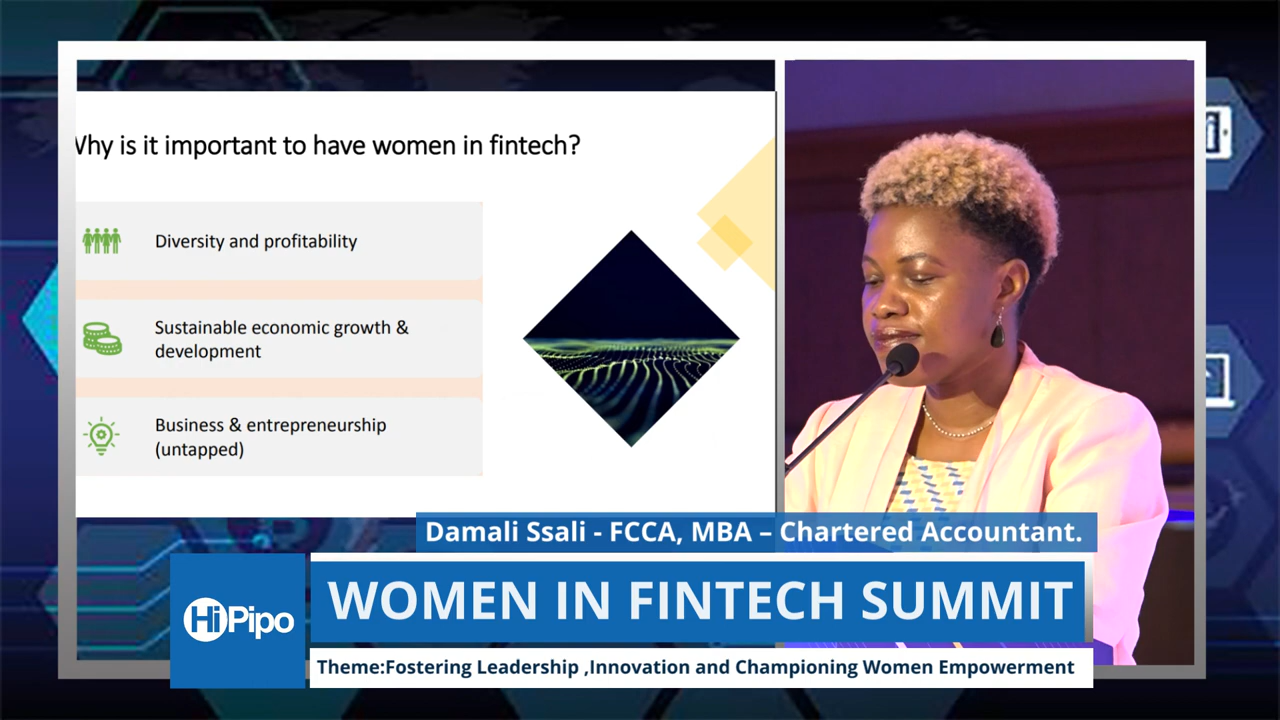 Why is it important to have women in fintech?
Diversity and profitability
Sustainable economic growth &
development
Business & entrepreneurship
(untapped)
Damali Ssali - FCCA, MBA – Chartered Accountant.
HiPipo
WOMEN IN FINTECH SUMMIT
Theme:Fostering Leadership ,Innovation and Championing Women Empowerment